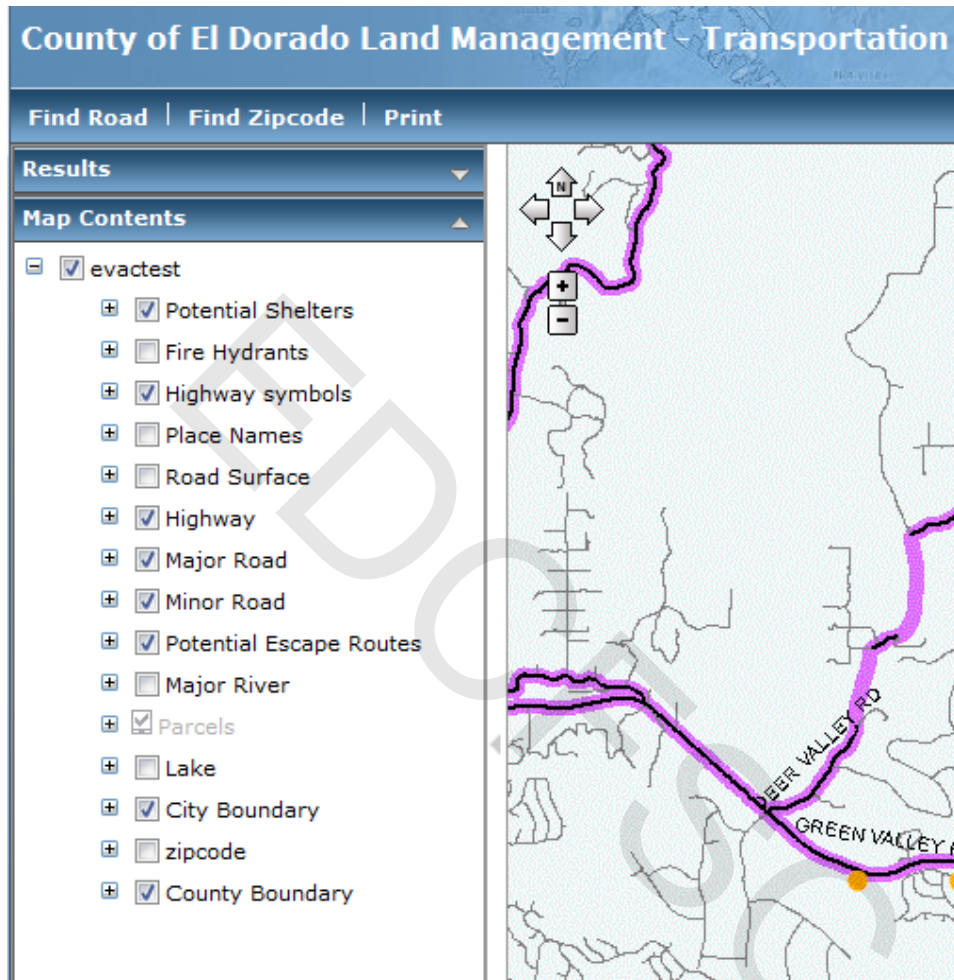 County of El Dorado Land Management - Transportation
Find Road | Find Zipcode | Print
Results
Map Contents
evactest
Potential Shelters
Fire Hydrants
Highway symbols
Place Names
Road Surface
Highway
Major Road
Minor Road
Potential Escape Routes
Major River
Parcels
Lake
City Boundary
zipcode
County Boundary
N
+
-
DEER VALLEY RD
GREEN VALLEY
EDCFSC